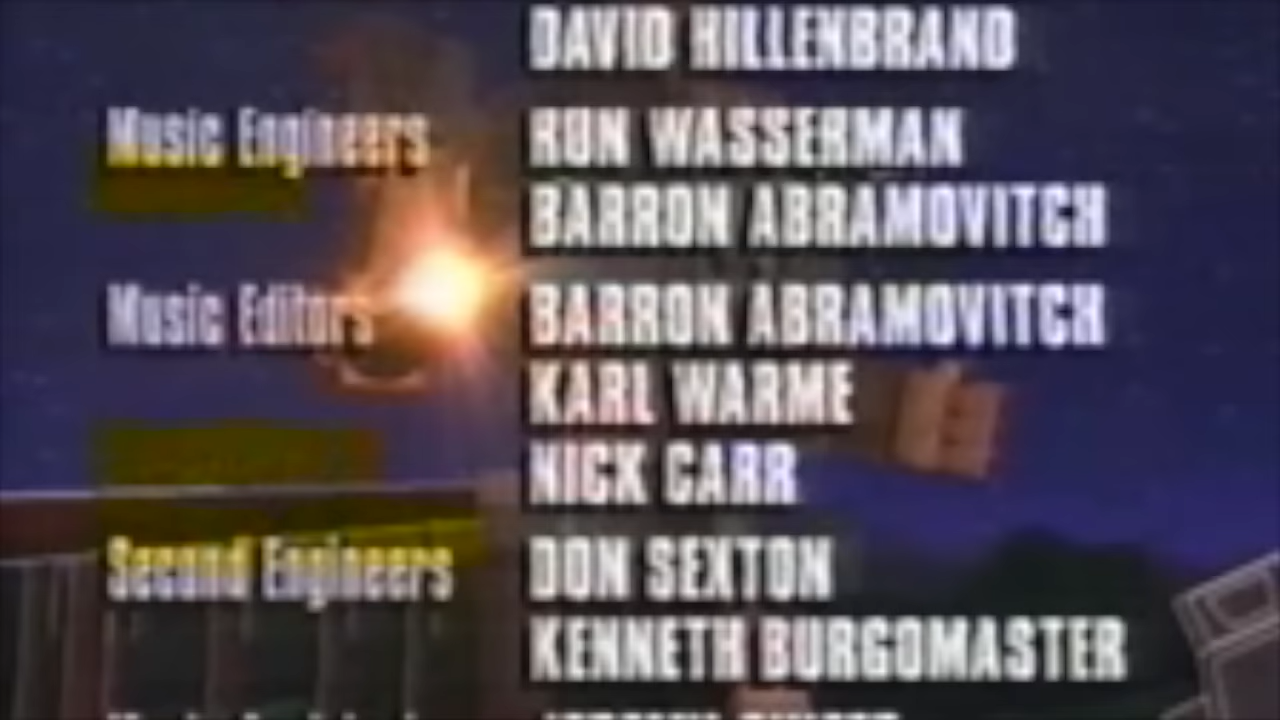 DAVID HILLENBRAND
Music Engineers RON WASSERMAN
BARRON ABRAMOVITCH
Music Editors BARRON ABRAMOVITCH
KARL WARME
NICK CARR
Second Engineers DON SEXTON
KENNETH BURGOMASTER